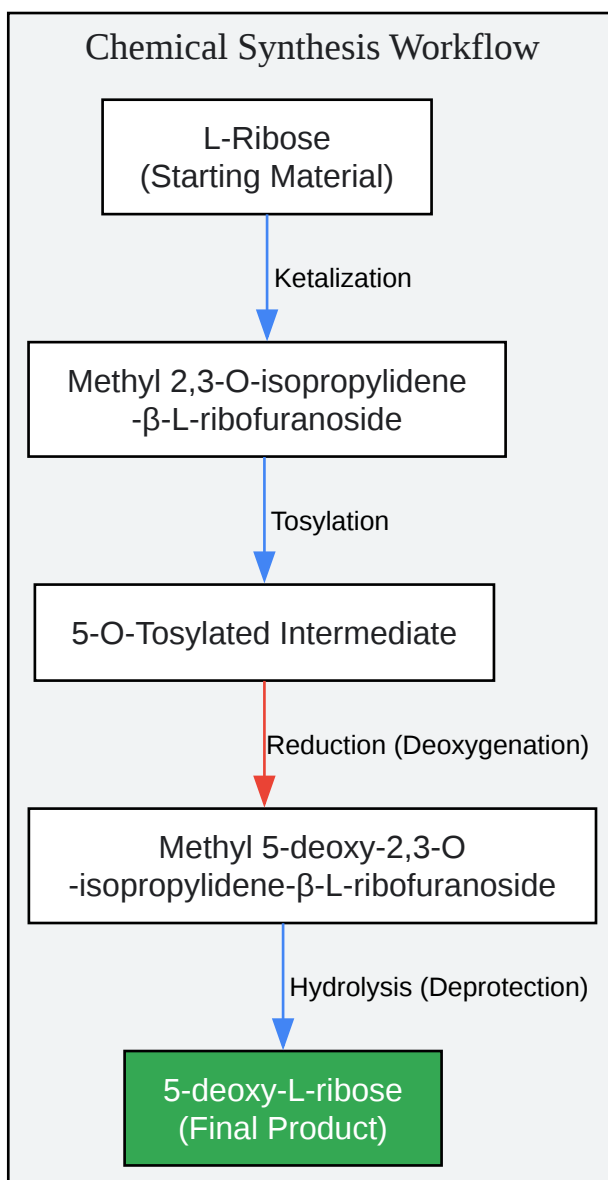 Chemical Synthesis Workflow
L-Ribose
(Starting Material)
Ketalization
Methyl 2,3-O-isopropylidene
-β-L-ribofuranoside
Tosylation
5-O-Tosylated Intermediate
Reduction (Deoxygenation)
Methyl 5-deoxy-2,3-O
-isopropylidene-β-L-ribofuranoside
Hydrolysis (Deprotection)
5-deoxy-L-ribose
(Final Product)